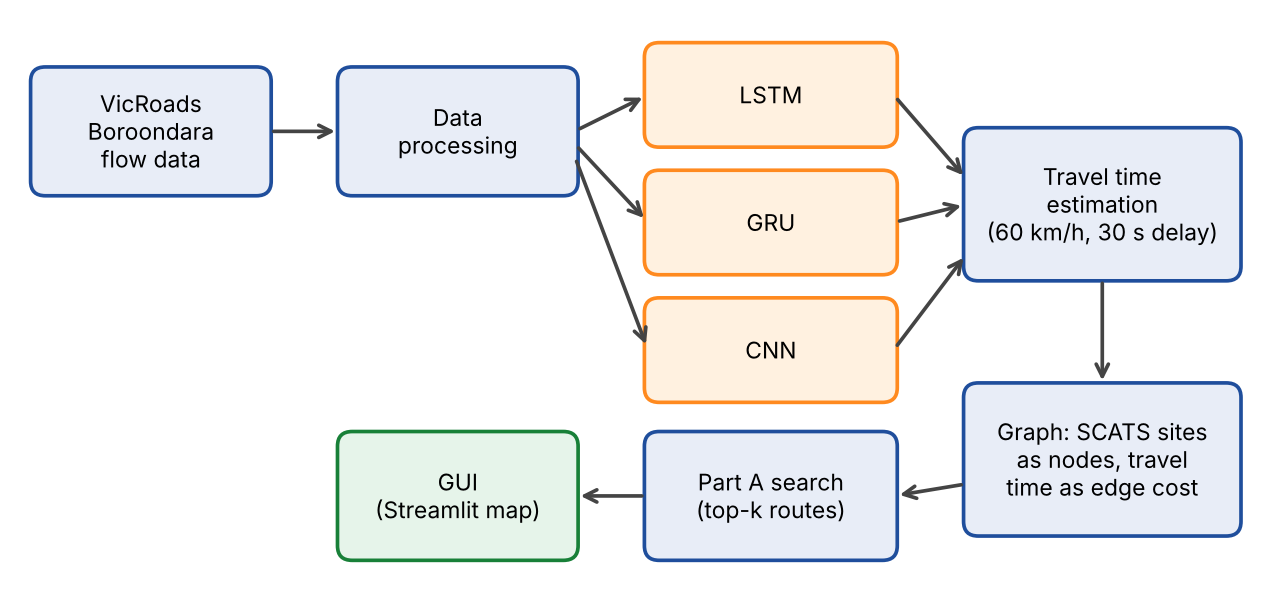 VicRoads
Boroondara
flow data
Data
processing
LSTM
GRU
CNN
Travel time
estimation
(60 km/h, 30 s delay)
Graph: SCATS sites
as nodes, travel
time as edge cost
Part A search
(top-k routes)
GUI
(Streamlit map)